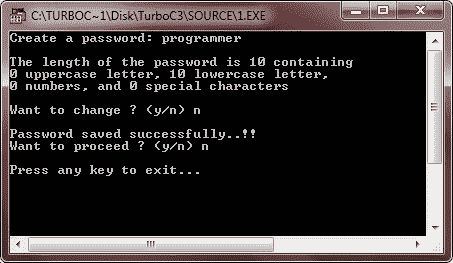 C:\TURBOC~1\Disk\TurboC3\SOURCE\1.EXE
Create a password: programmer
The length of the password is 10 containing
0 uppercase letter, 10 lowercase letter,
0 numbers, and 0 special characters
Want to change ? (y/n) n
Password saved successfully..!!
Want to proceed ? (y/n) n
Press any key to exit...